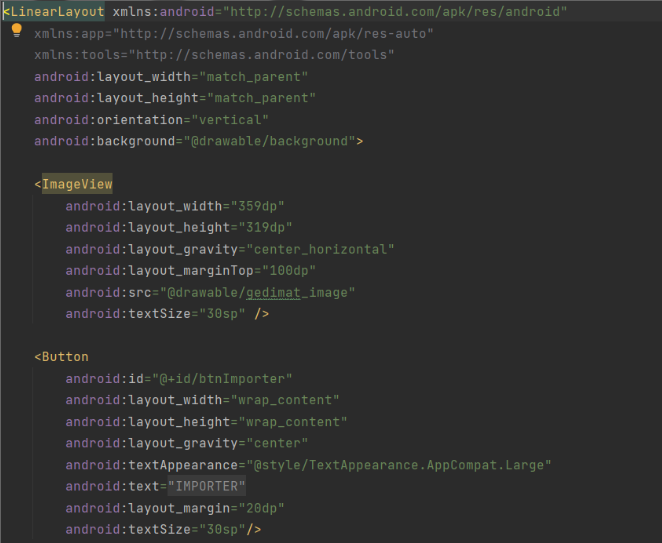 <LinearLayout xmlns:android="http://schemas.android.com/apk/res/android"
xmlns:app="http://schemas.android.com/apk/res-auto"
xmlns:tools="http://schemas.android.com/tools"
android:layout_width="match_parent"
android:layout_height="match_parent"
android:orientation="vertical"
android:background="@drawable/background">
<ImageView
android:layout_width="359dp"
android:layout_height="319dp"
android:layout_gravity="center_horizontal"
android:layout_marginTop="100dp"
android:src="@drawable/gedimat_image"
android:textSize="30sp" />
<Button
android:id="@+id/btnImporter"
android:layout_width="wrap_content"
android:layout_height="wrap_content"
android:layout_gravity="center"
android:textAppearance="@style/TextAppearance.AppCompat.Large"
android:text="IMPORTER"
android:layout_margin="20dp"
android:textSize="30sp"/>